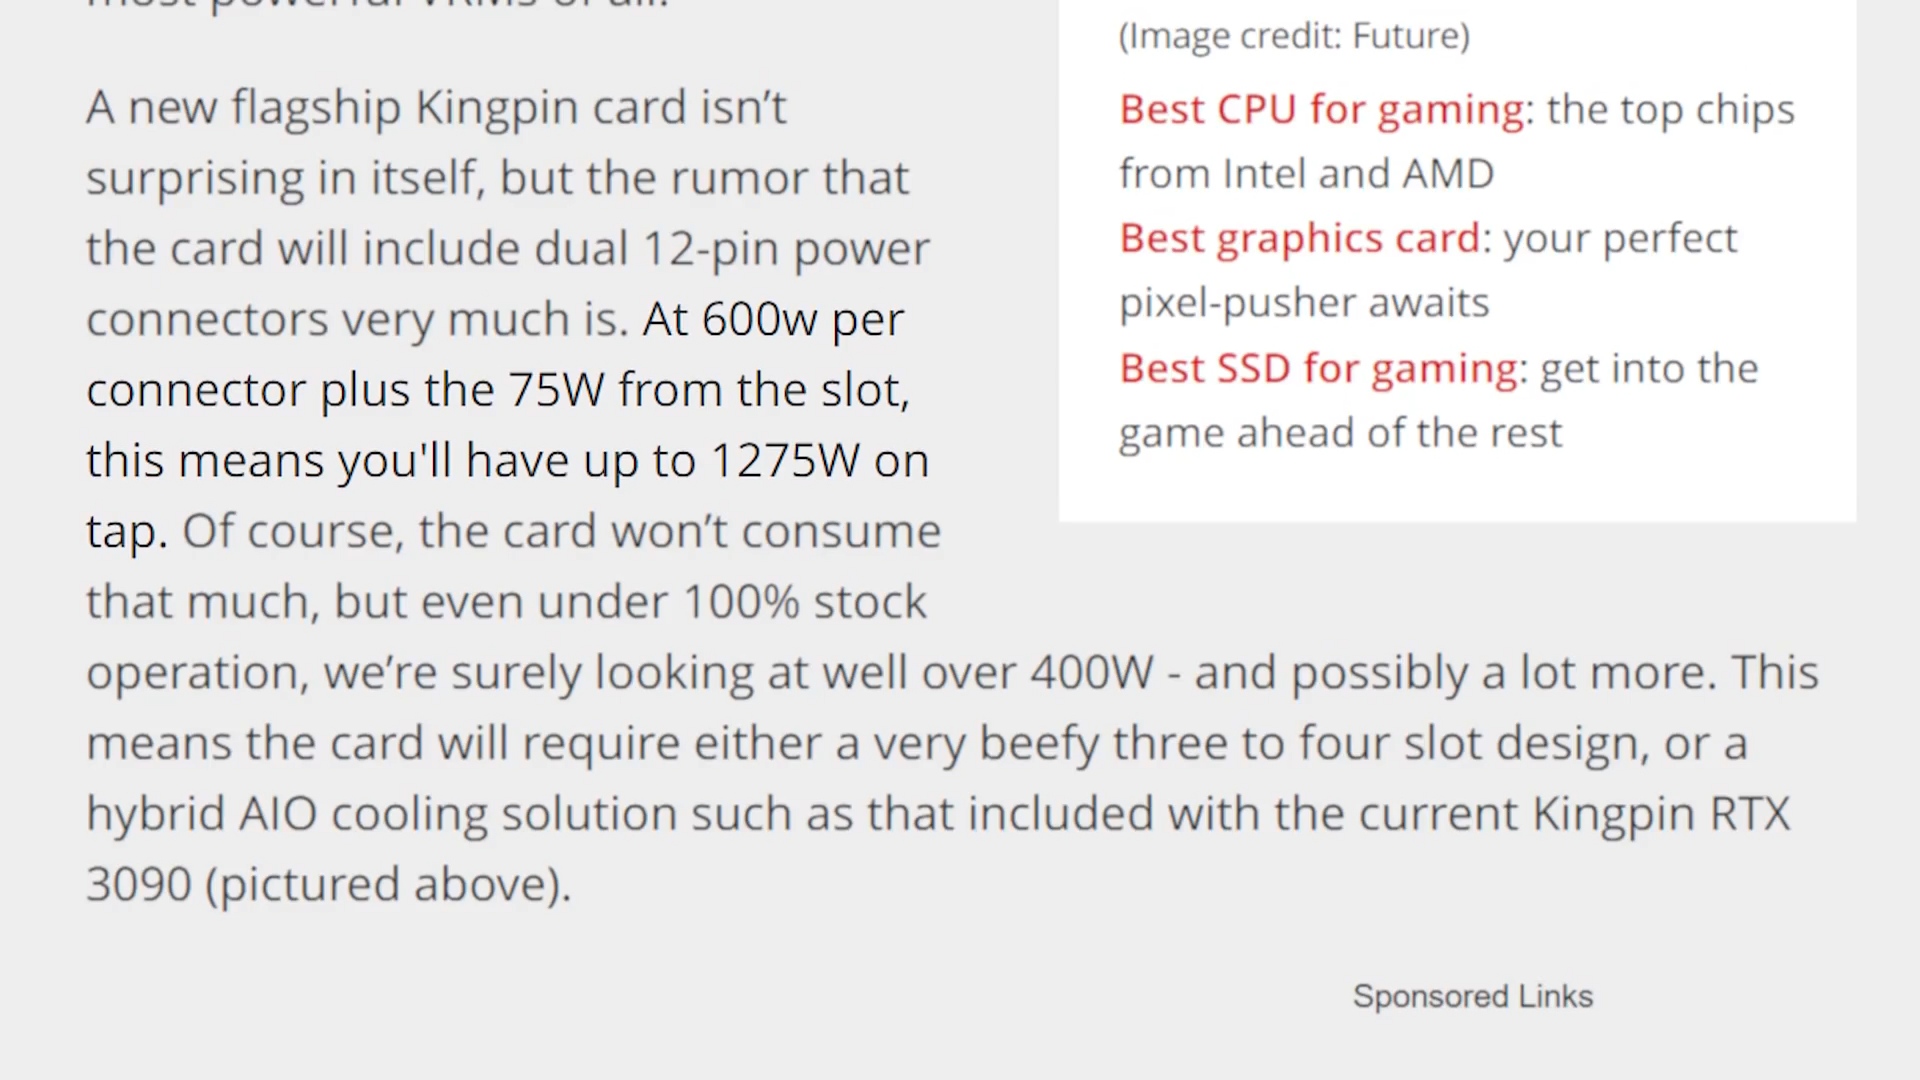 A new flagship Kingpin card isn’t
surprising in itself, but the rumor that
the card will include dual 12-pin power
connectors very much is. At 600w per
connector plus the 75W from the slot,
this means you'll have up to 1275W on
tap. Of course, the card won’t consume
that much, but even under 100% stock
operation, we’re surely looking at well over 400W - and possibly a lot more. This
means the card will require either a very beefy three to four slot design, or a
hybrid AIO cooling solution such as that included with the current Kingpin RTX
3090 (pictured above).
(Image credit: Future)
Best CPU for gaming: the top chips
from Intel and AMD
Best graphics card: your perfect
pixel-pusher awaits
Best SSD for gaming: get into the
game ahead of the rest
Sponsored Links